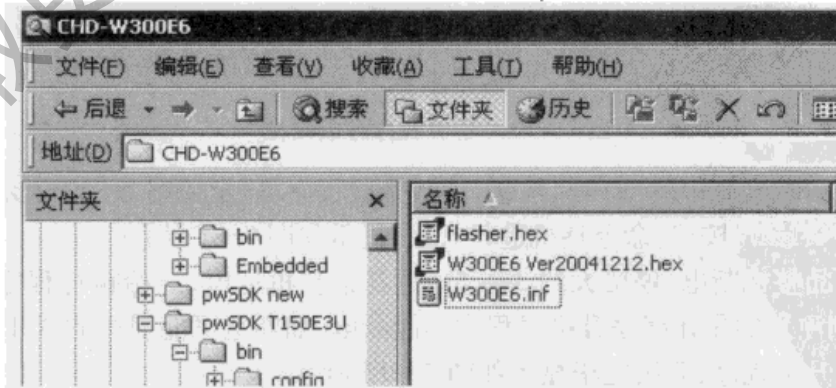 CHD-W300E6
文件(F) 编辑(E) 查看(V) 收藏(A) 工具(T) 帮助(H)
后退 搜索 文件夹 历史
地址(D) CHD-W300E6
文件夹
bin
Embedded
pwSDK new
pwSDK T150E3U
bin
config
名称
flasher.hex
W300E6 Ver20041212.hex
W300E6.inf